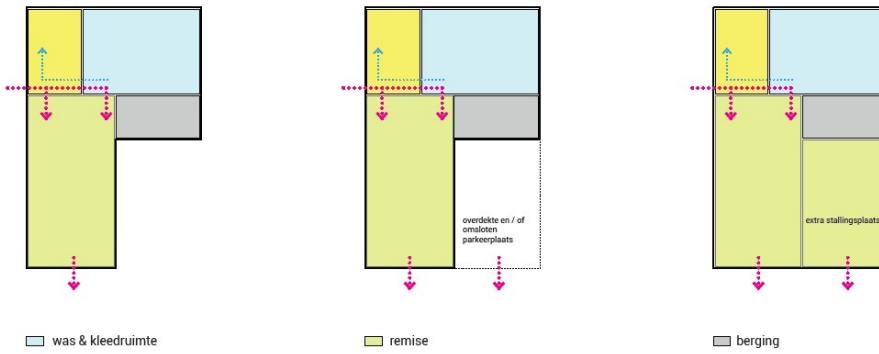 overdekte en / of
omsloten
parkeerplaats
extra stallingsplaats
was & kleedruimte
remise
berging